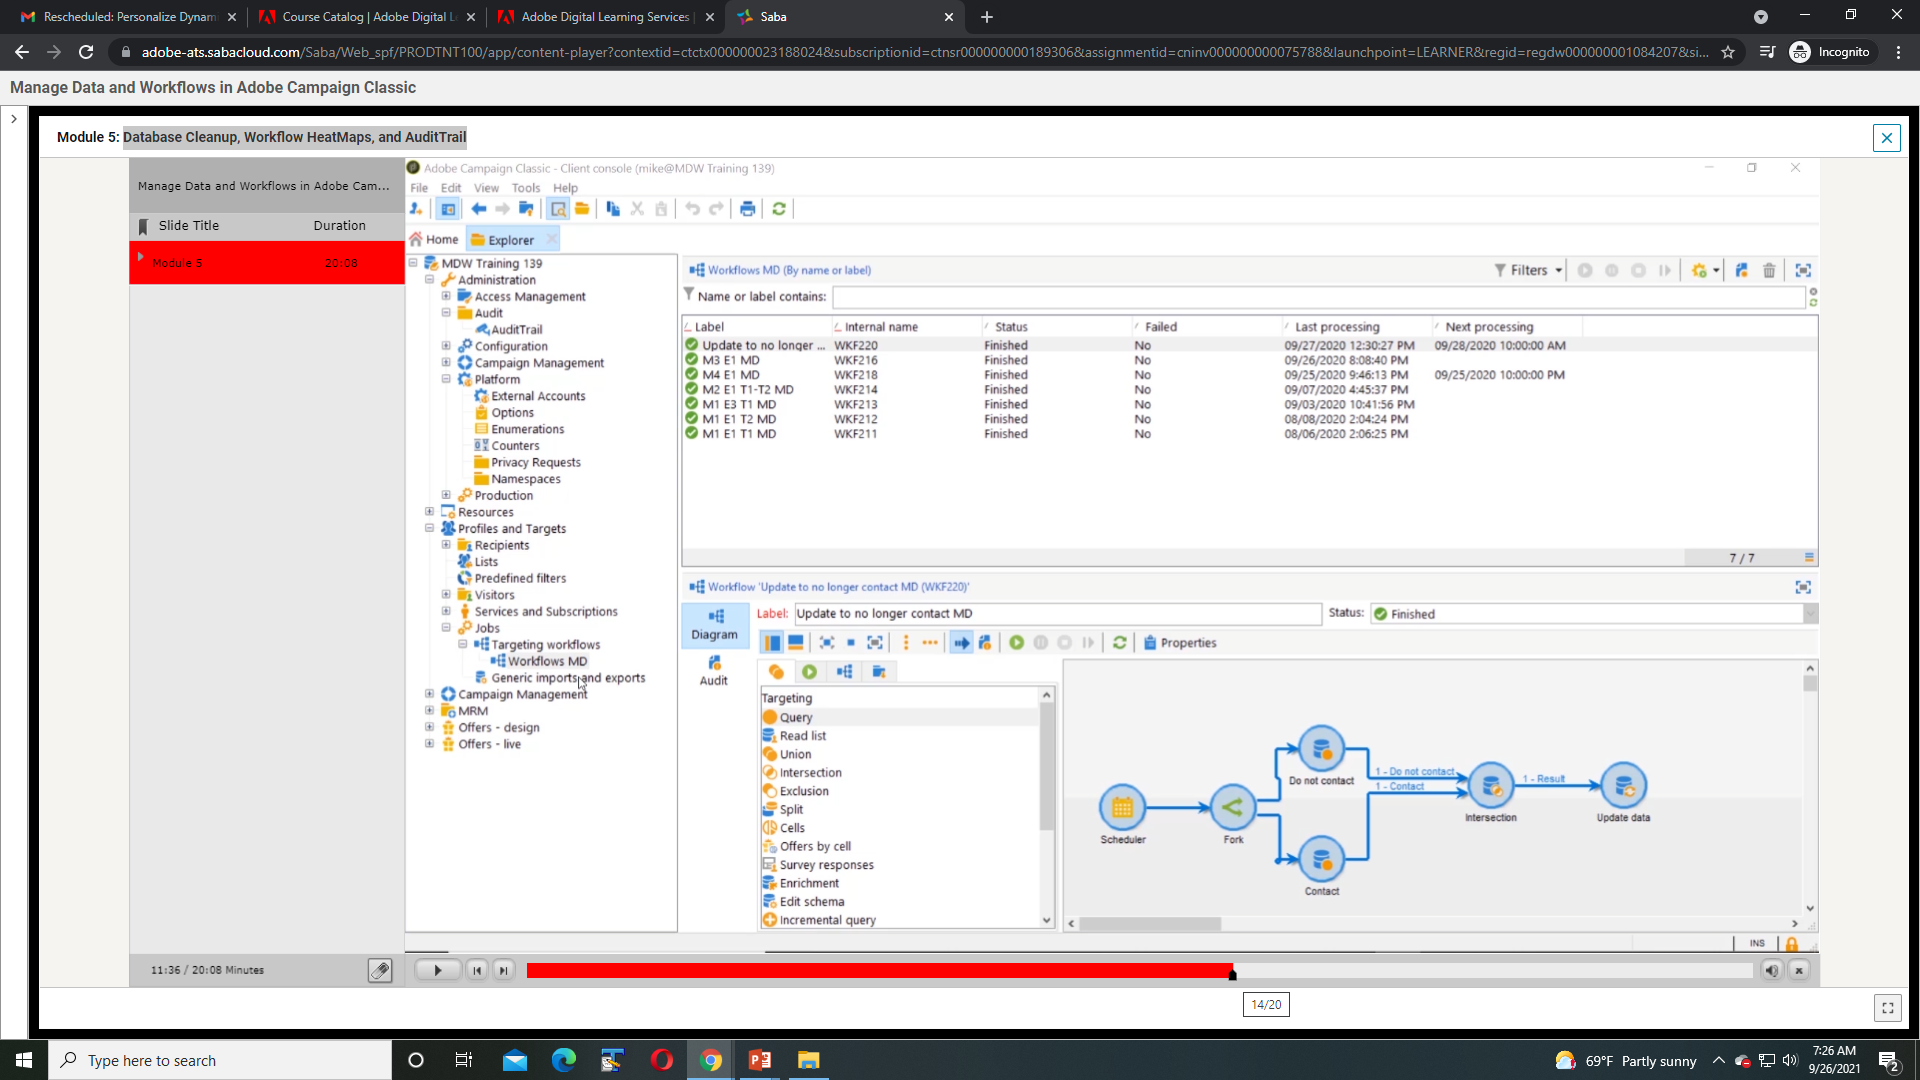 Rescheduled: Personalize Dynam
Course Catalog | Adobe Digital L
Adobe Digital Learning Services |
Saba
adobe-ats.sabacloud.com/Saba/Web_spf/PRODTNT100/app/content-player?contextid=ctctx000000023188024&subscriptionid=ctnsr0000000000189306&assignmentid=cninv000000000075788&launchpoint=LEARNER&regid=regdw000000001084207&si...
Incognito
Manage Data and Workflows in Adobe Campaign Classic
Module 5: Database Cleanup, Workflow HeatMaps, and AuditTrail
Manage Data and Workflows in Adobe Cam...
Slide Title Duration
Module 5 20:08
Adobe Campaign Classic - Client console (mike@MDW Training 139)
File Edit View Tools Help
Home Explorer
MDW Training 139
Administration
Access Management
Audit
AuditTrail
Configuration
Campaign Management
Platform
External Accounts
Options
Enumerations
Counters
Privacy Requests
Namespaces
Production
Resources
Profiles and Targets
Recipients
Lists
Predefined filters
Visitors
Services and Subscriptions
Jobs
Targeting workflows
Workflows MD
Generic imports and exports
Campaign Management
MRM
Offers - design
Offers - live
Workflows MD (By name or label)
Filters
Name or label contains:
Label Internal name Status Failed Last processing Next processing
Update to no longer ... WKF220 Finished No 09/27/2020 12:30:27 PM 09/28/2020 10:00:00 AM
M3 E1 MD WKF216 Finished No 09/26/2020 8:08:40 PM
M4 E1 MD WKF218 Finished No 09/25/2020 9:46:13 PM 09/25/2020 10:00:00 PM
M2 E1 T1-T2 MD WKF214 Finished No 09/07/2020 4:45:37 PM
M1 E3 T1 MD WKF213 Finished No 09/03/2020 10:41:56 PM
M1 E1 T2 MD WKF212 Finished No 08/08/2020 2:04:24 PM
M1 E1 T1 MD WKF211 Finished No 08/06/2020 2:06:25 PM
7 / 7
Workflow 'Update to no longer contact MD (WKF220)'
Diagram
Audit
Label: Update to no longer contact MD Status: Finished
Properties
Targeting
Query
Read list
Union
Intersection
Exclusion
Split
Cells
Offers by cell
Survey responses
Enrichment
Edit schema
Incremental query
Scheduler
Fork
Do not contact
Contact
1 - Do not contact
1 - Contact
Intersection
1 - Result
Update data
INS
11:36 / 20:08 Minutes
14/20
Type here to search
69°F Partly sunny
7:26 AM
9/26/2021
2